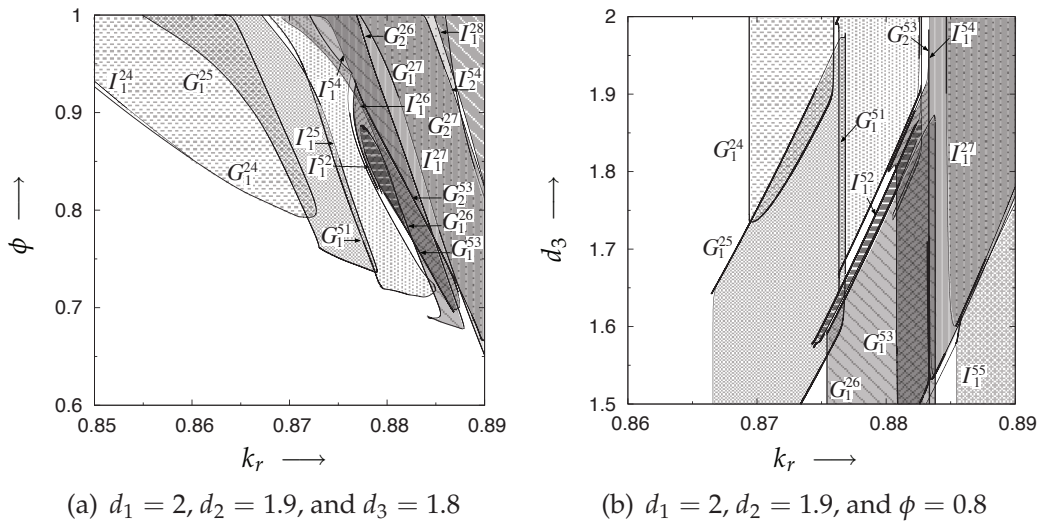 1
0.9
0.8
0.7
0.6
ϕ ⟶
0.85 0.86 0.87 0.88 0.89
k_r ⟶
I_1^{24}
G_1^{25}
G_1^{24}
I_1^{54}
I_1^{25}
I_1^{52}
G_1^{51}
G_2^{26}
G_1^{27}
I_1^{26}
G_2^{27}
I_1^{27}
I_1^{28}
I_2^{54}
G_2^{53}
G_1^{26}
G_1^{53}
(a) d_1 = 2, d_2 = 1.9, and d_3 = 1.8
2
1.9
1.8
1.7
1.6
1.5
d_3 ⟶
0.86 0.87 0.88 0.89
k_r ⟶
G_2^{53}
I_1^{54}
G_1^{24}
G_1^{51}
I_1^{27}
I_1^{52}
G_1^{25}
G_1^{53}
G_1^{26}
I_1^{55}
(b) d_1 = 2, d_2 = 1.9, and ϕ = 0.8